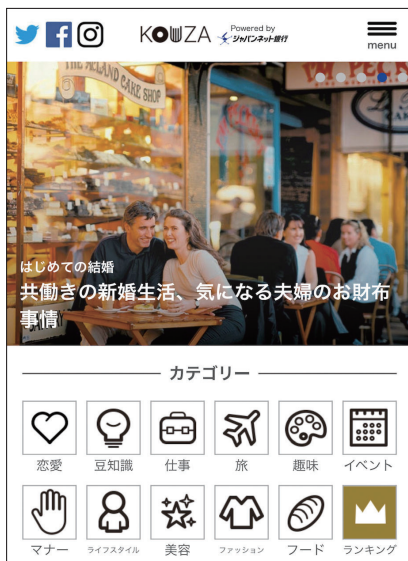 KOWZA
Powered by
ジャパンネット銀行
menu
THE
ISLAND
CAKE SHOP
はじめての結婚
共働きの新婚生活、気になる夫婦のお財布
事情
カテゴリー
恋愛
豆知識
仕事
旅
趣味
イベント
マナー
ライフスタイル
美容
ファッション
フード
ランキング